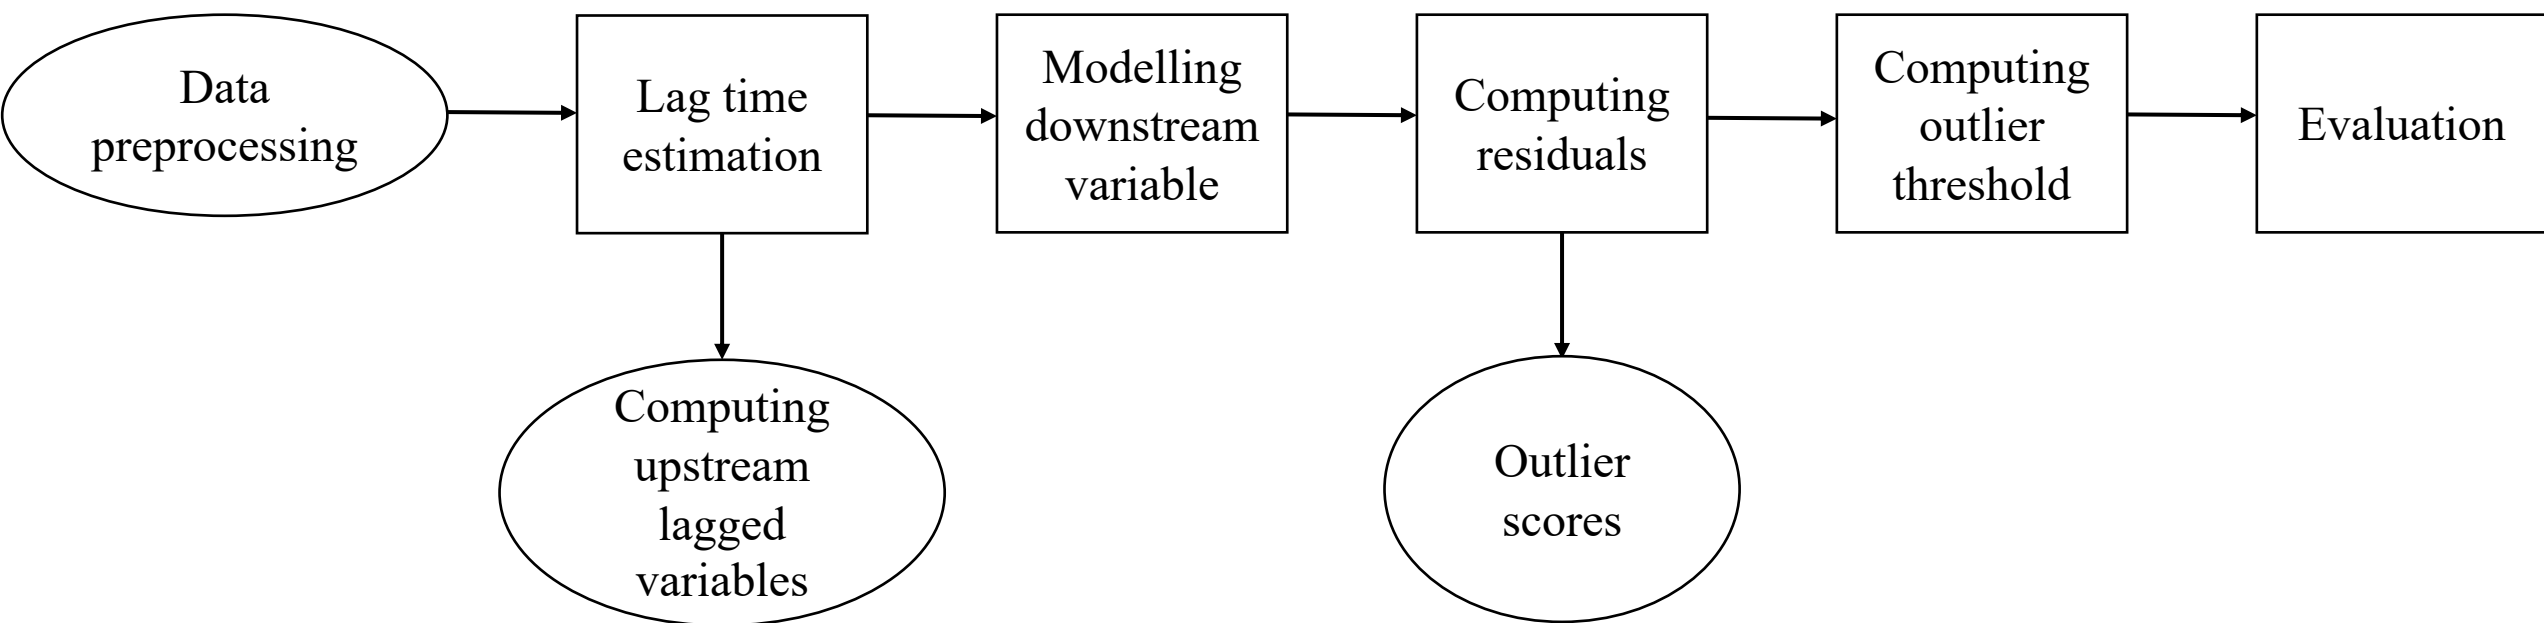 Data
preprocessing
Lag time
estimation
Modelling
downstream
variable
Computing
residuals
Computing
outlier
threshold
Evaluation
Computing
upstream
lagged
variables
Outlier
scores